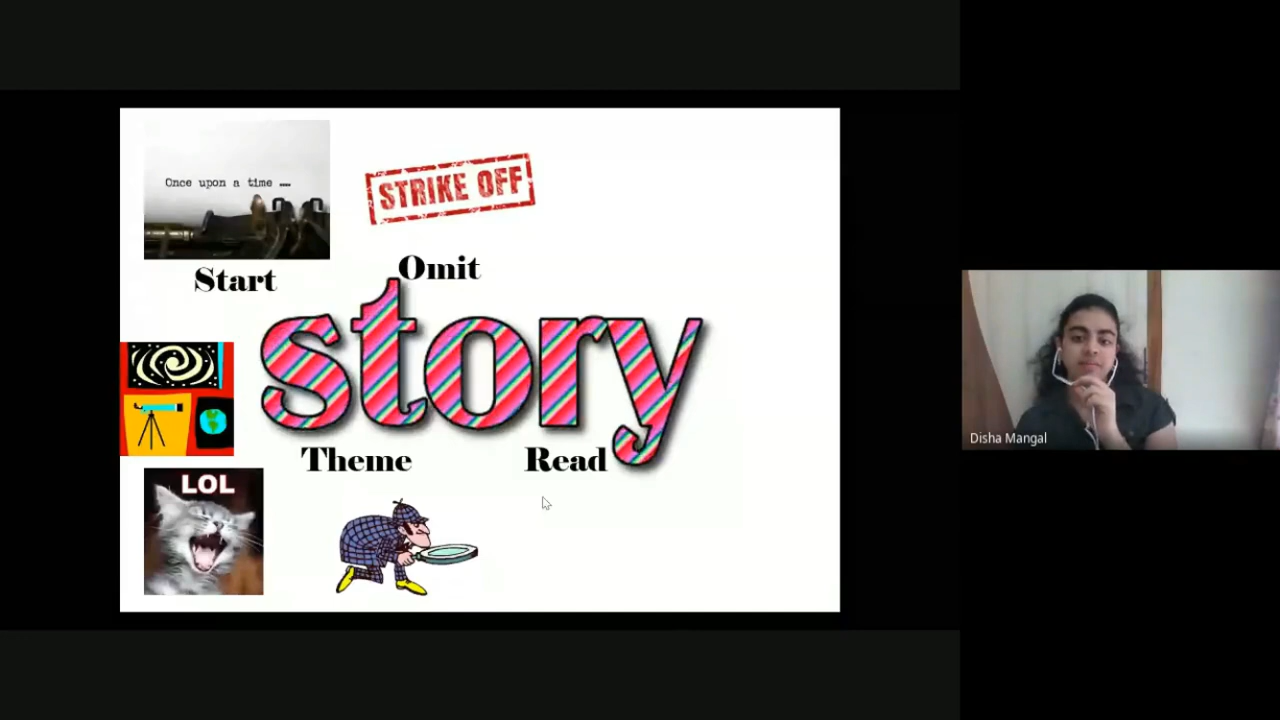 Once upon a time ....
STRIKE OFF
Start
Omit
story
Theme
Read
LOL
Disha Mangal